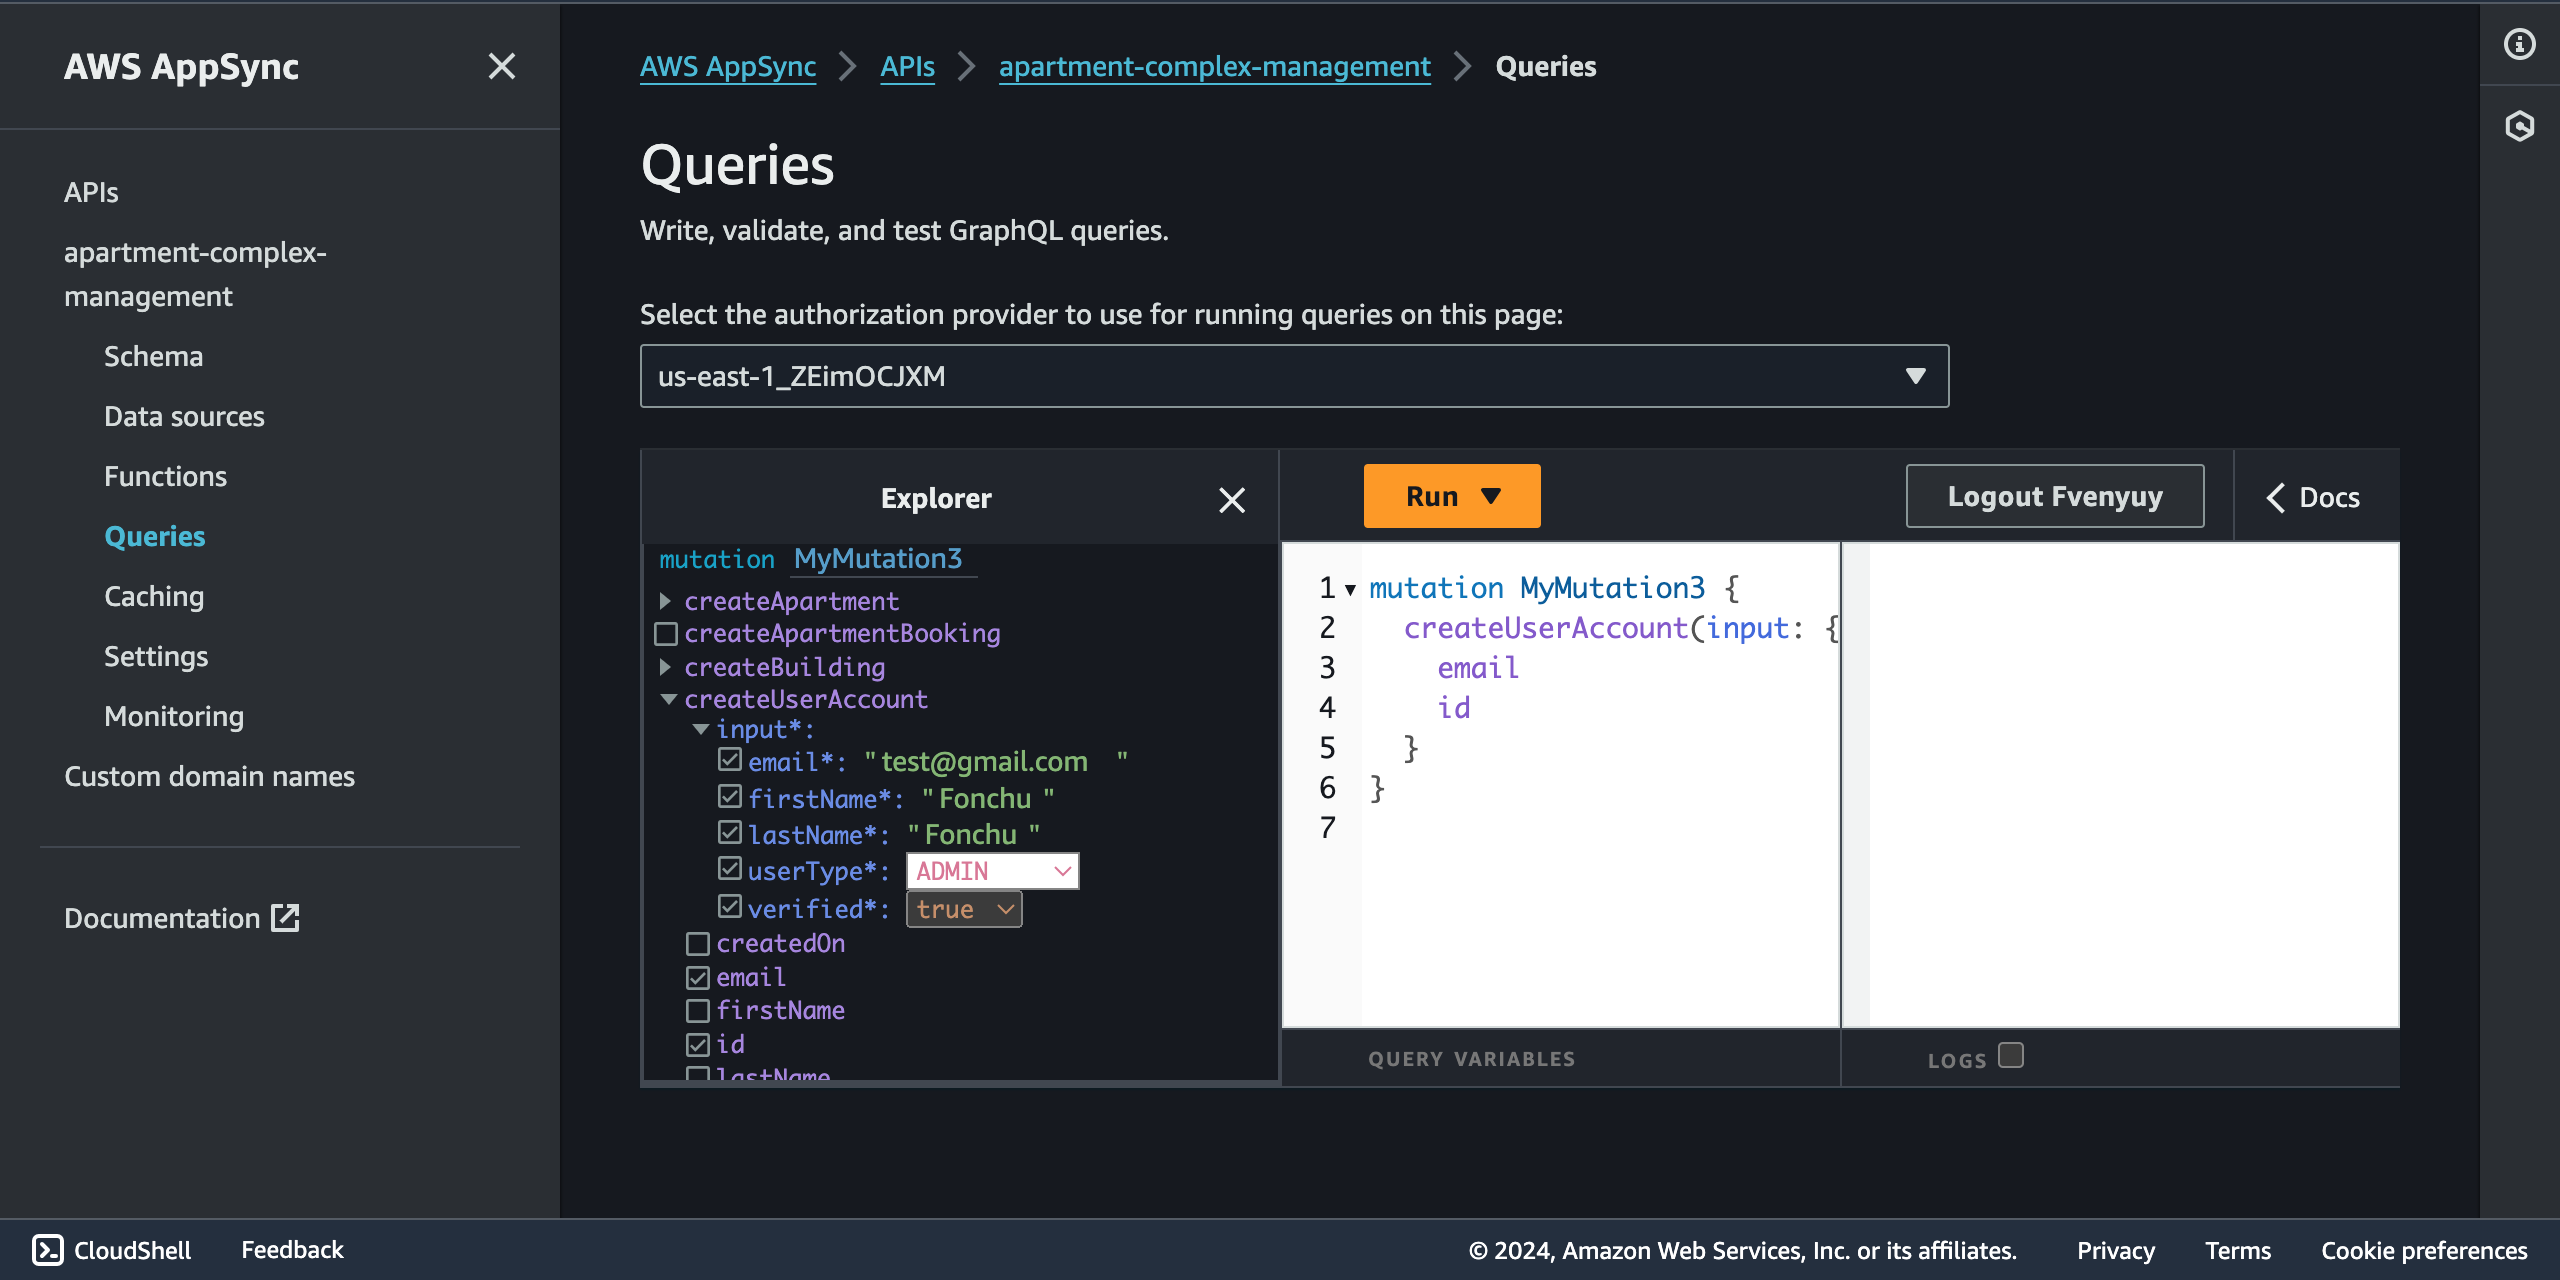 AWS AppSync
APIs
apartment-complex-
management
Schema
Data sources
Functions
Queries
Caching
Settings
Monitoring
Custom domain names
Documentation
AWS AppSync
APIs
apartment-complex-management
Queries
Queries
Write, validate, and test GraphQL queries.
Select the authorization provider to use for running queries on this page:
us-east-1_ZEimOCJXM
Explorer
mutation MyMutation3
createApartment
createApartmentBooking
createBuilding
createUserAccount
input*:
email*: "test@gmail.com "
firstName*: "Fonchu "
lastName*: "Fonchu "
userType*: ADMIN
verified*: true
createdOn
email
firstName
id
lastName
Run
Logout Fvenyuy
Docs
1 mutation MyMutation3 {
2 createUserAccount(input: {
3 email
4 id
5 }
6 }
7
QUERY VARIABLES
LOGS
CloudShell
Feedback
© 2024, Amazon Web Services, Inc. or its affiliates.
Privacy
Terms
Cookie preferences